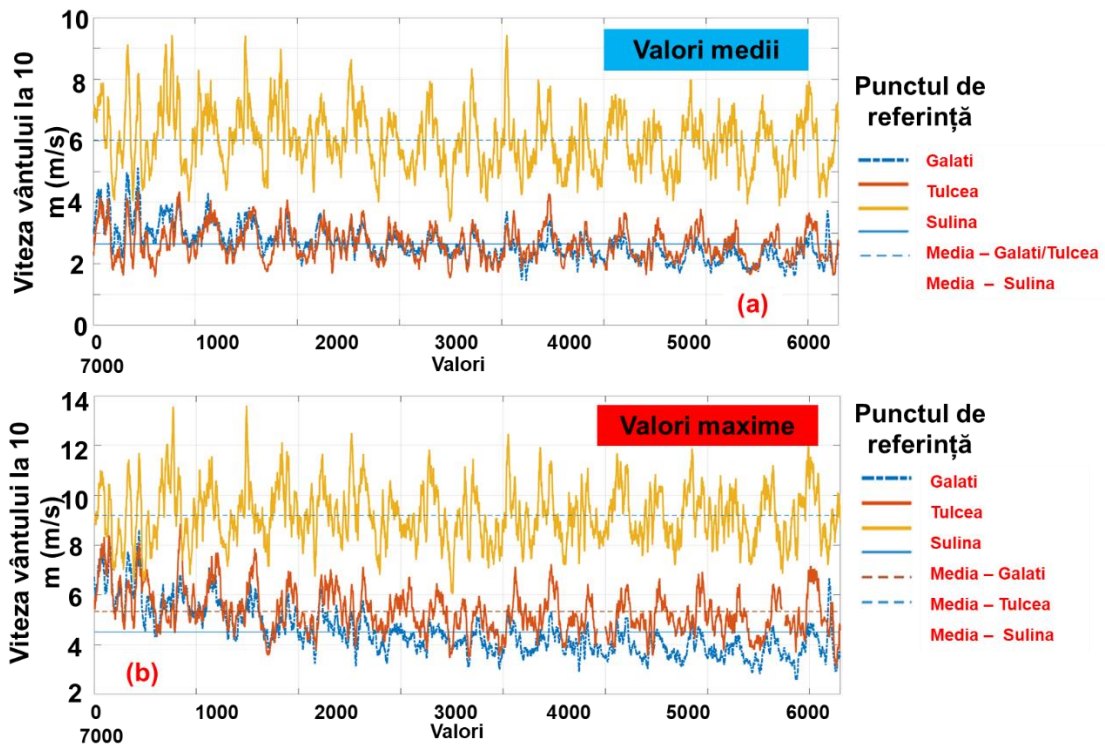 Viteza vântului la 10
m (m/s)
10
8
6
4
2
0
Valori medii
(a)
0 1000 2000 3000 4000 5000 6000
7000
Valori
Punctul de
referință
Galati
Tulcea
Sulina
Media – Galati/Tulcea
Media – Sulina
Viteza vântului la 10
m (m/s)
14
12
10
8
6
4
2
Valori maxime
(b)
0 1000 2000 3000 4000 5000 6000
7000
Valori
Punctul de
referință
Galati
Tulcea
Sulina
Media – Galati
Media – Tulcea
Media – Sulina